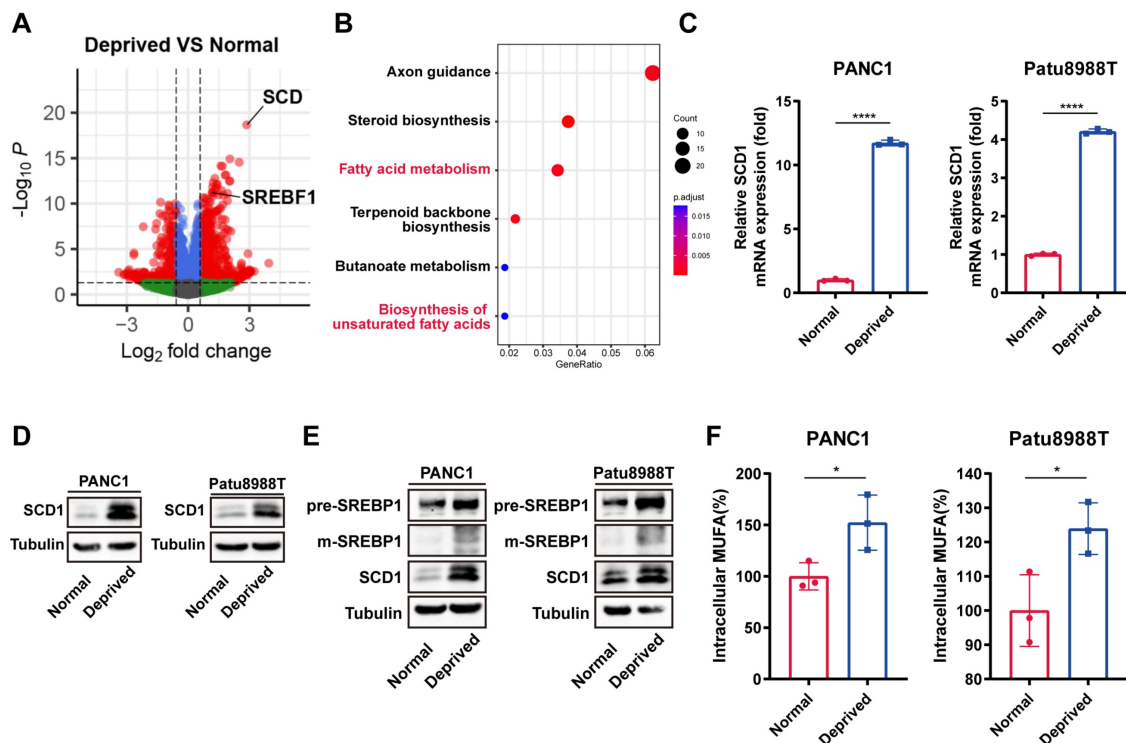 A
Deprived VS Normal
SCD
SREBF1
-Log10 P
20
15
10
5
0
−3
0
3
Log2 fold change
B
Axon guidance
Steroid biosynthesis
Fatty acid metabolism
Terpenoid backbone
biosynthesis
Butanoate metabolism
Biosynthesis of
unsaturated fatty acids
0.02
0.03
0.04
0.05
0.06
GeneRatio
Count
10
15
20
p.adjust
0.015
0.010
0.005
C
PANC1
Relative SCD1
mRNA expression (fold)
15
10
5
0
****
Normal
Deprived
Patu8988T
Relative SCD1
mRNA expression (fold)
5
4
3
2
1
0
****
Normal
Deprived
D
PANC1
SCD1
Tubulin
Normal
Deprived
Patu8988T
SCD1
Tubulin
Normal
Deprived
E
PANC1
pre-SREBP1
m-SREBP1
SCD1
Tubulin
Normal
Deprived
Patu8988T
pre-SREBP1
m-SREBP1
SCD1
Tubulin
Normal
Deprived
F
PANC1
Intracellular MUFA(%)
200
150
100
50
0
*
Normal
Deprived
Patu8988T
Intracellular MUFA(%)
140
130
120
110
100
90
80
*
Normal
Deprived